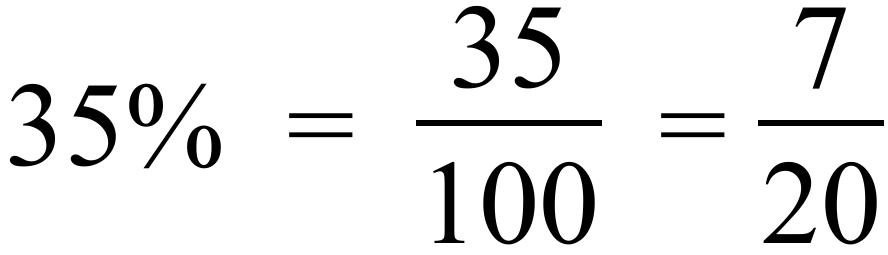 35% = 35/100 = 7/20